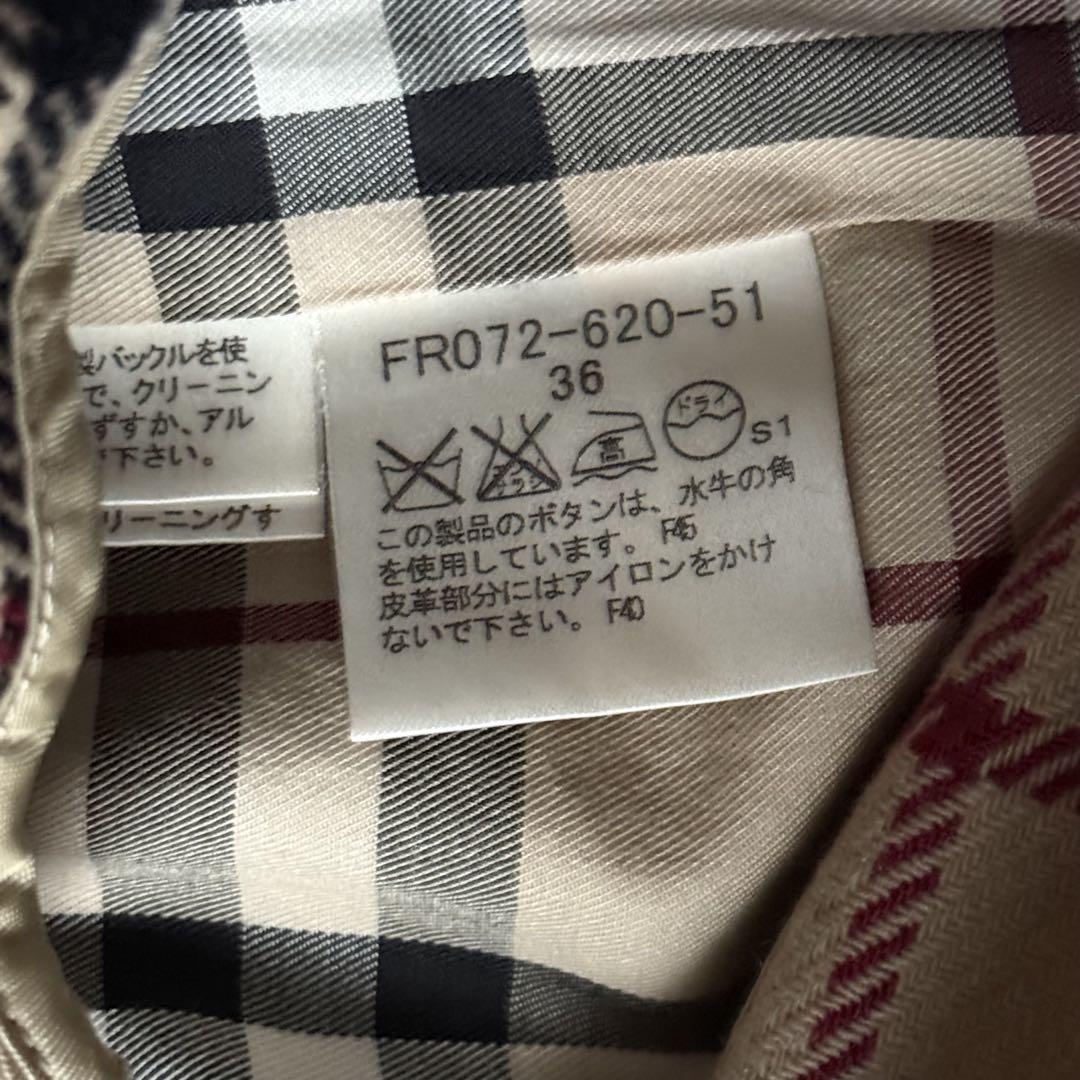 製バックルを使
で、クリーニン
ずすか、アル
下さい。
リーニングす
FR072-620-51
36
高
ドライ
S1
この製品のボタンは、水牛の角
を使用しています。 F45
皮革部分にはアイロンをかけ
ないで下さい。 F40